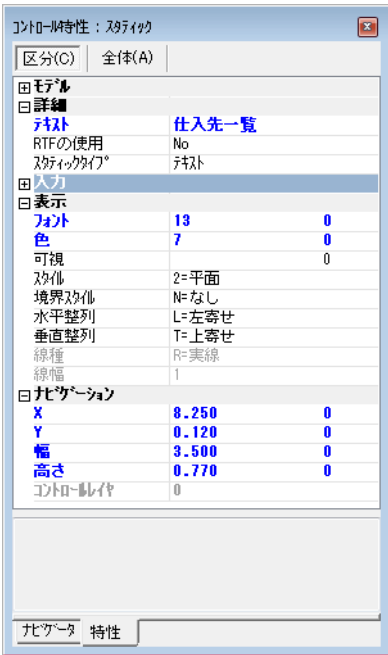 ｺﾝﾄﾛｰﾙ特性 : ｽﾀﾃｨｯｸ
区分(C) 全体(A)
ﾓﾃﾞﾙ
詳細
ﾃｷｽﾄ 仕入先一覧
RTFの使用 No
ｽﾀﾃｨｯｸﾀｲﾌﾟ ﾃｷｽﾄ
入力
表示
ﾌｫﾝﾄ 13 0
色 7 0
可視 0
ｽﾀｲﾙ 2=平面
境界ｽﾀｲﾙ N=なし
水平整列 L=左寄せ
垂直整列 T=上寄せ
線種 R=実線
線幅 1
ﾅﾋﾞｹﾞｰｼｮﾝ
X 8.250 0
Y 0.120 0
幅 3.500 0
高さ 0.770 0
ｺﾝﾄﾛｰﾙﾚｲﾔ 0
ﾅﾋﾞｹﾞｰﾀ 特性